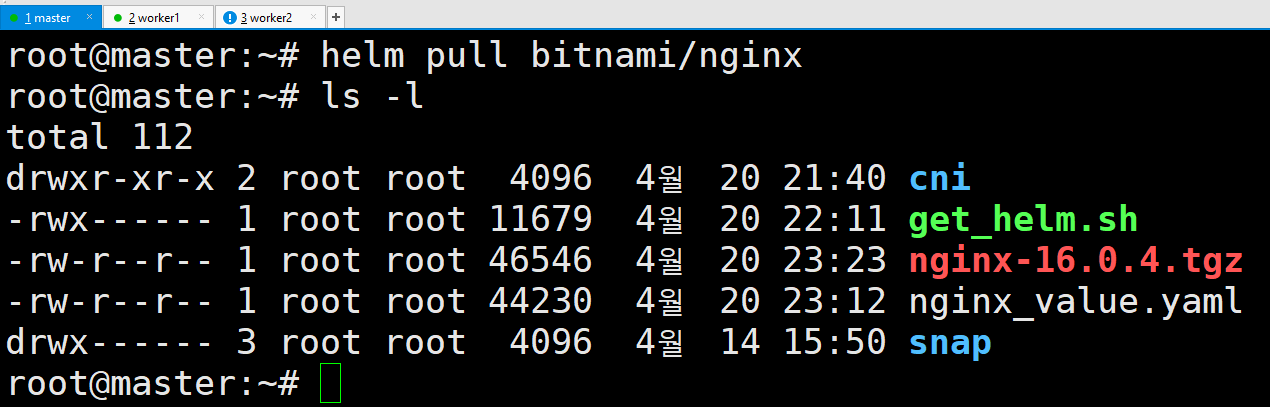 1 master × 2 worker1 × 3 worker2 × +
root@master:~# helm pull bitnami/nginx
root@master:~# ls -l
total 112
drwxr-xr-x 2 root root  4096  4월  20 21:40 cni
-rwx------ 1 root root 11679  4월  20 22:11 get_helm.sh
-rw-r--r-- 1 root root 46546  4월  20 23:23 nginx-16.0.4.tgz
-rw-r--r-- 1 root root 44230  4월  20 23:12 nginx_value.yaml
drwx------ 3 root root  4096  4월  14 15:50 snap
root@master:~#